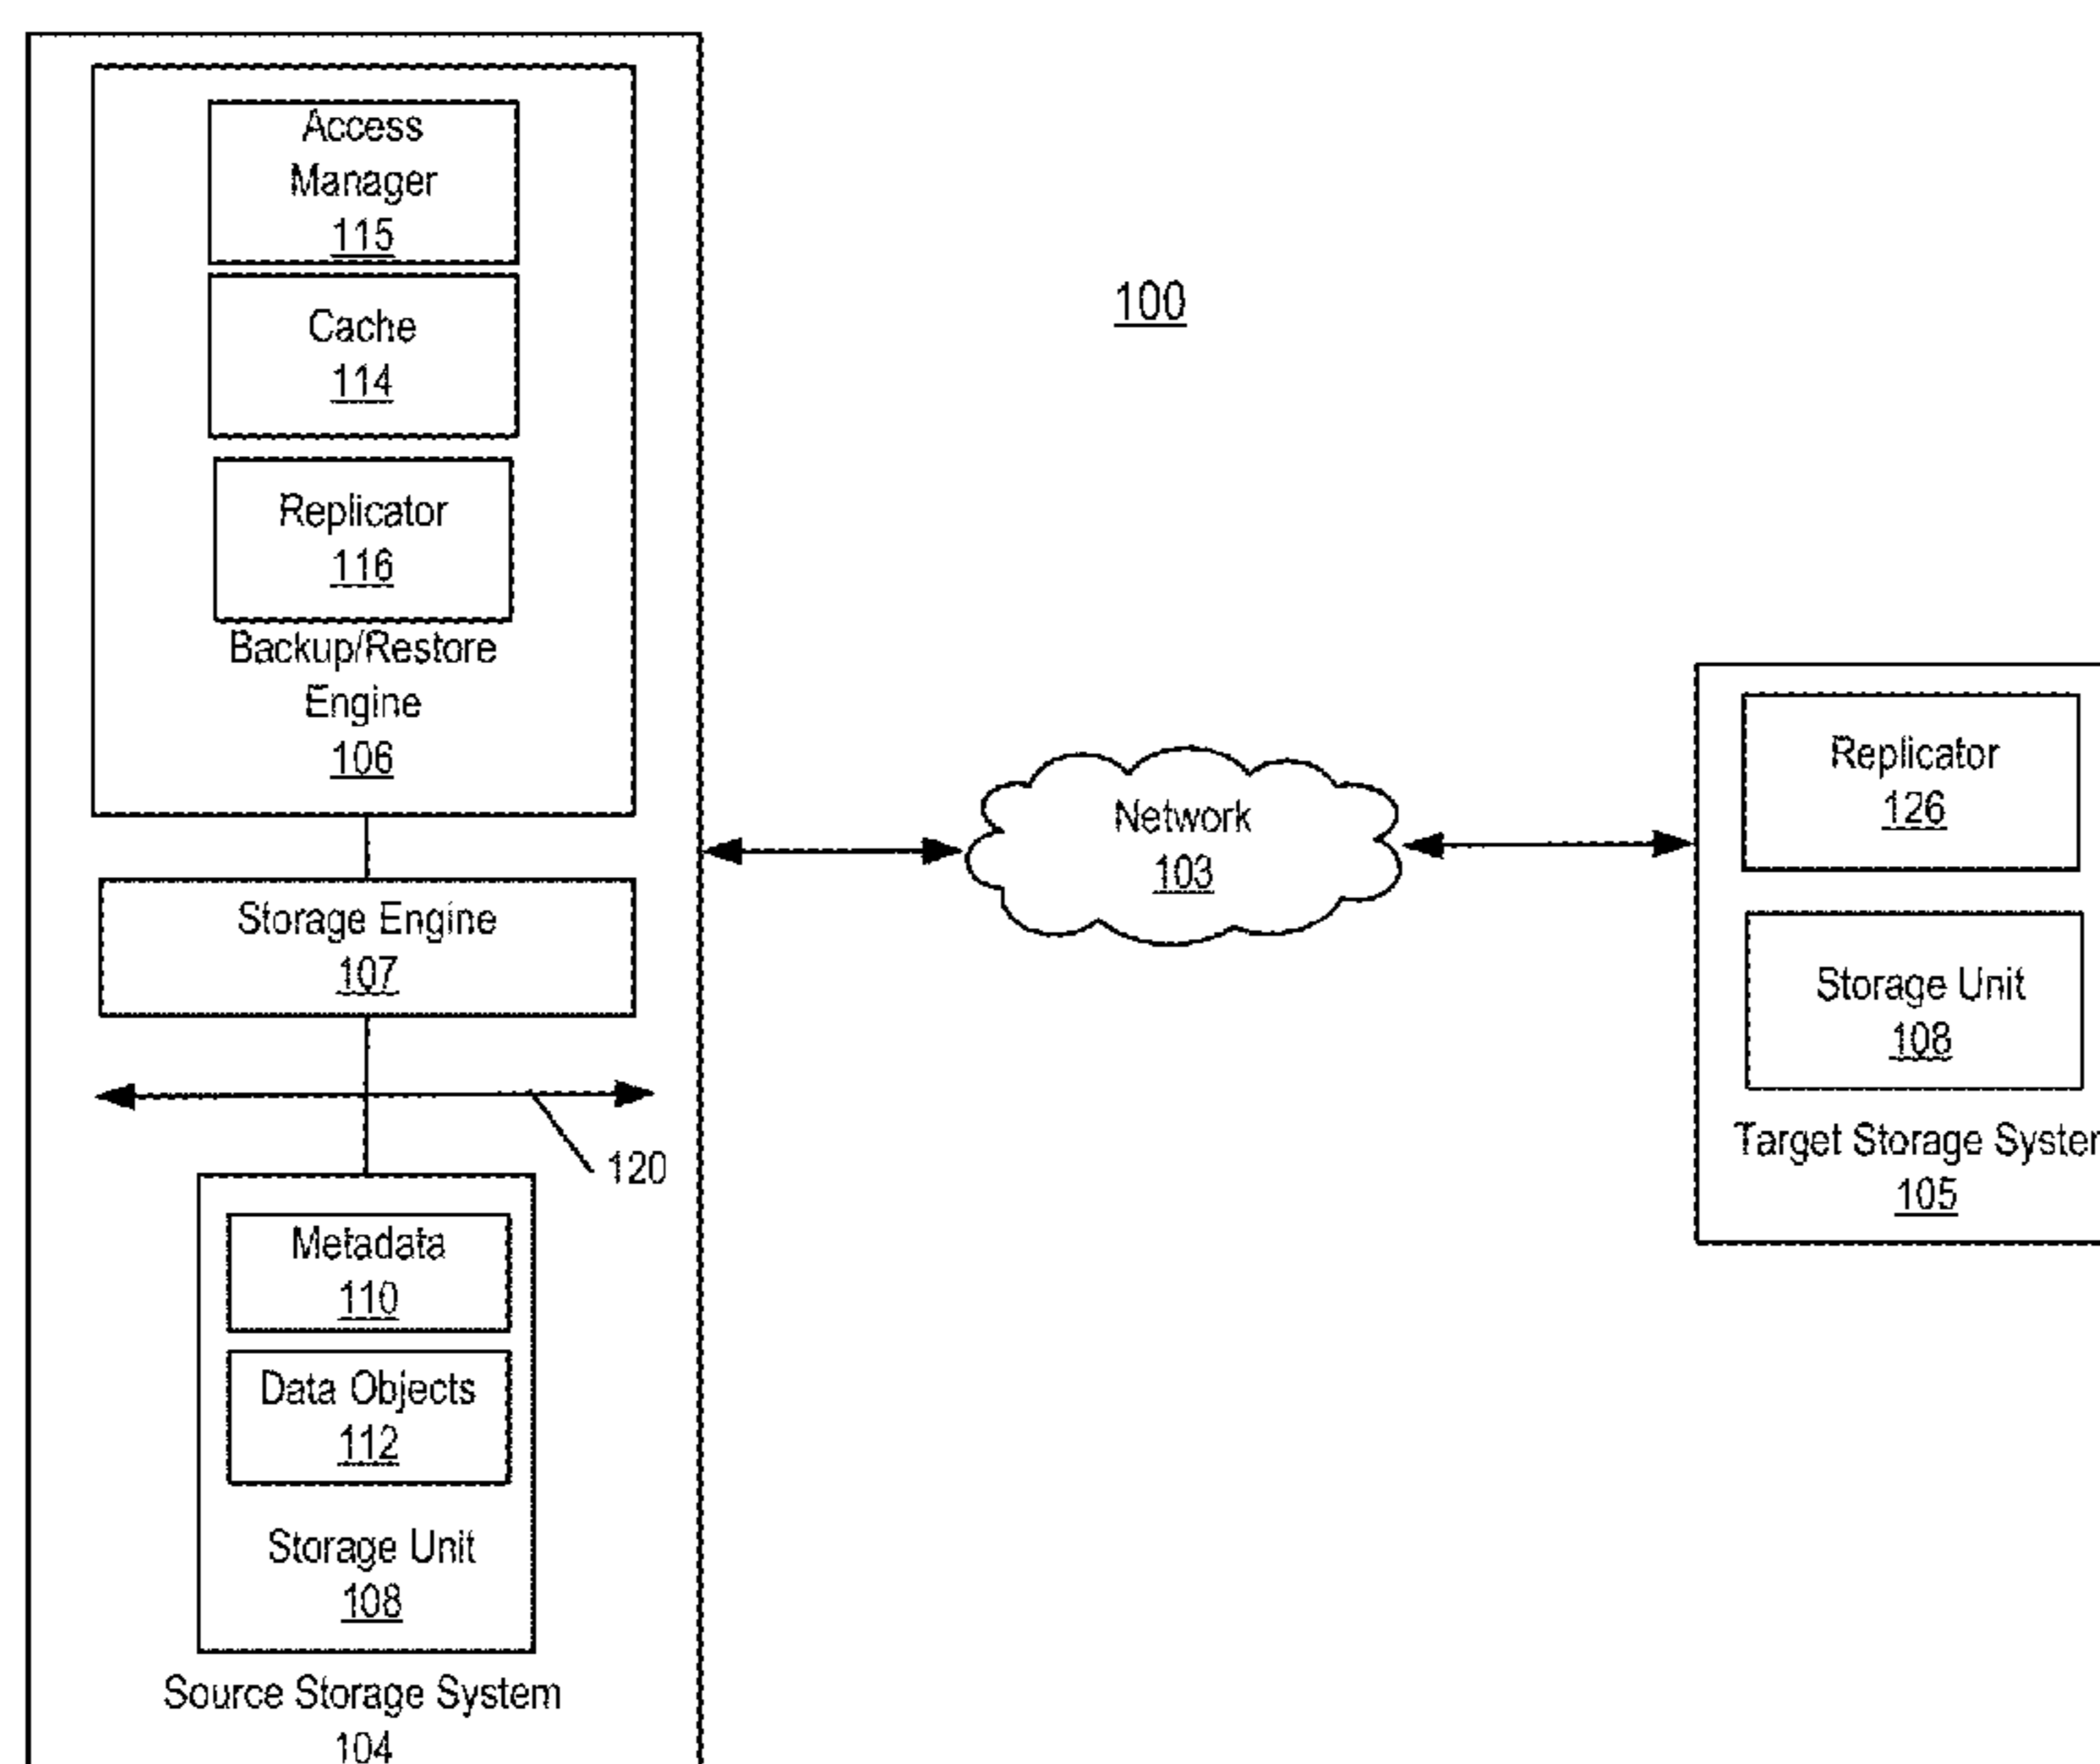 Access
Manager
115
Cache
114
Replicator
116
Backup/Restore
Engine
106
Storage Engine
107
120
Metadata
110
Data Objects
112
Storage Unit
108
Source Storage System
104
100
Network
103
Replicator
126
Storage Unit
108
Target Storage
105